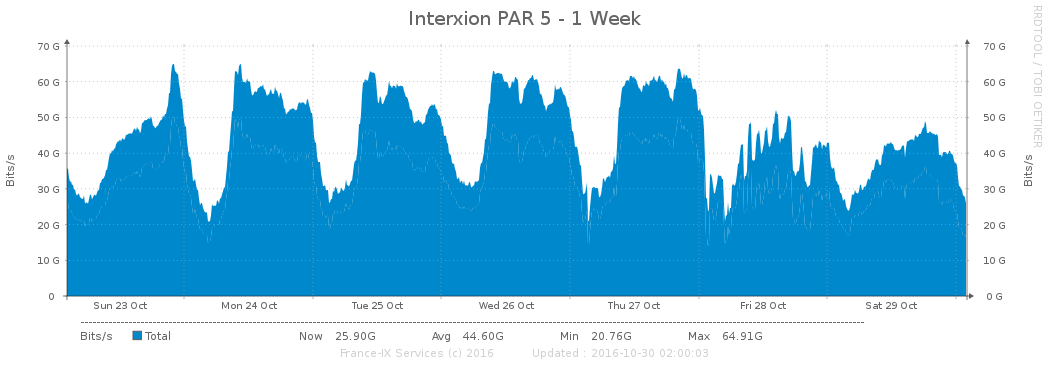 Interxion PAR 5 - 1 Week
RRDTOOL / TOBI OETIKER
Bits/s
Bits/s
70 G 70 G
60 G 60 G
50 G 50 G
40 G 40 G
30 G 30 G
20 G 20 G
10 G 10 G
0 0 G
Sun 23 Oct Mon 24 Oct Tue 25 Oct Wed 26 Oct Thu 27 Oct Fri 28 Oct Sat 29 Oct
Bits/s Total Now 25.90G Avg 44.60G Min 20.76G Max 64.91G
France-IX Services (c) 2016 Updated : 2016-10-30 02:00:03